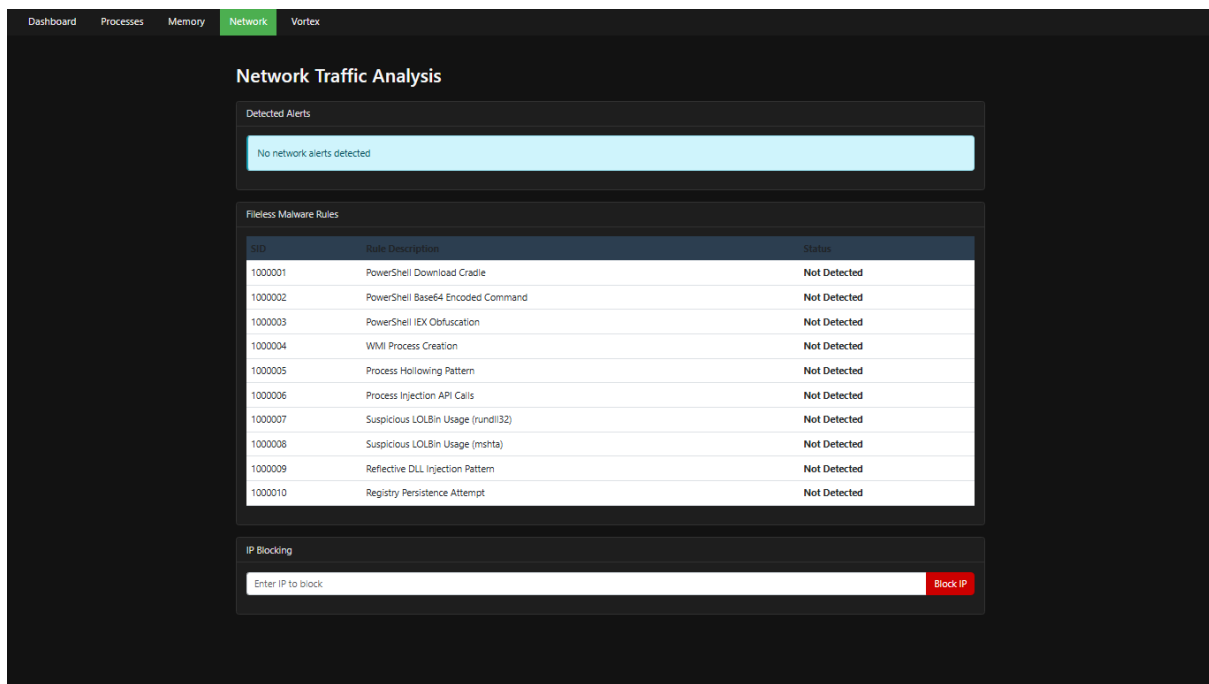 Dashboard Processes Memory Network Vortex
Network Traffic Analysis
Detected Alerts
No network alerts detected
Fileless Malware Rules
SID Rule Description Status
1000001 PowerShell Download Cradle Not Detected
1000002 PowerShell Base64 Encoded Command Not Detected
1000003 PowerShell IEX Obfuscation Not Detected
1000004 WMI Process Creation Not Detected
1000005 Process Hollowing Pattern Not Detected
1000006 Process Injection API Calls Not Detected
1000007 Suspicious LOLBin Usage (rundll32) Not Detected
1000008 Suspicious LOLBin Usage (mshta) Not Detected
1000009 Reflective DLL Injection Pattern Not Detected
1000010 Registry Persistence Attempt Not Detected
IP Blocking
Enter IP to block Block IP